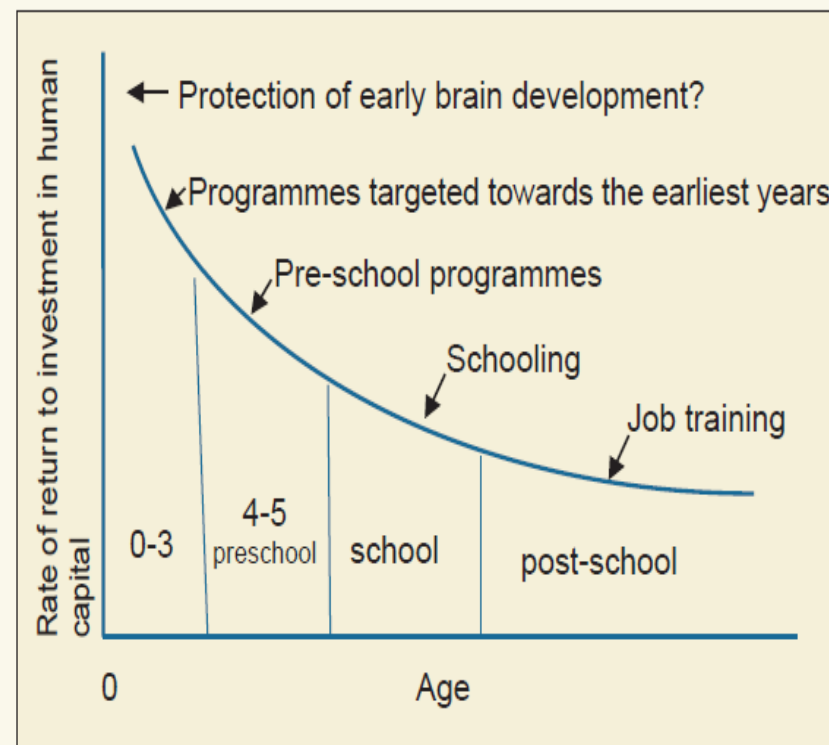 Rate of return to investment in human
capital
Protection of early brain development?
Programmes targeted towards the earliest years
Pre-school programmes
Schooling
Job training
0-3
4-5
preschool
school
post-school
0
Age